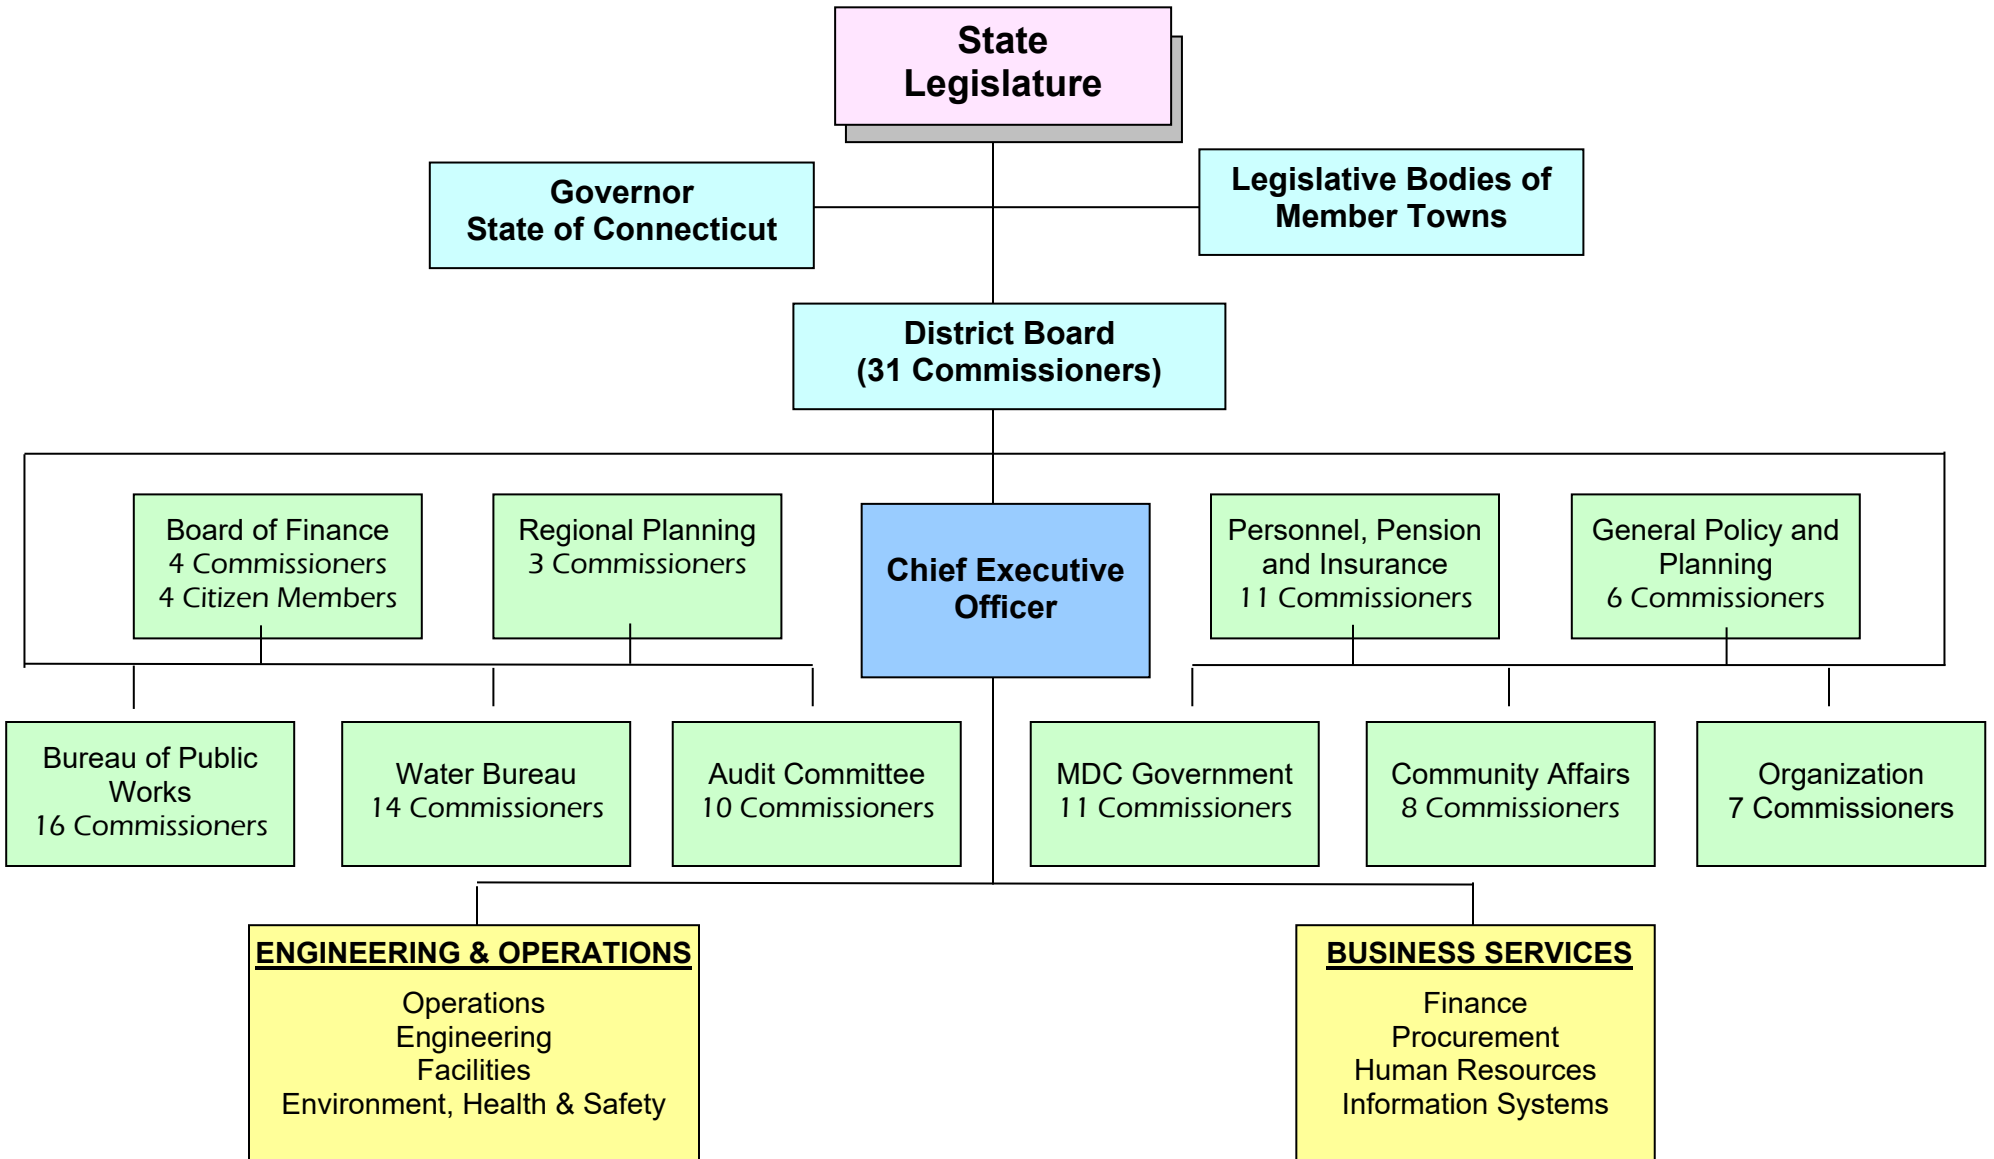 State
Legislature
Governor
State of Connecticut
Legislative Bodies of
Member Towns
District Board
(31 Commissioners)
Board of Finance
4 Commissioners
4 Citizen Members
Regional Planning
3 Commissioners
Chief Executive
Officer
Personnel, Pension
and Insurance
11 Commissioners
General Policy and
Planning
6 Commissioners
Bureau of Public
Works
16 Commissioners
Water Bureau
14 Commissioners
Audit Committee
10 Commissioners
MDC Government
11 Commissioners
Community Affairs
8 Commissioners
Organization
7 Commissioners
ENGINEERING & OPERATIONS
Operations
Engineering
Facilities
Environment, Health & Safety
BUSINESS SERVICES
Finance
Procurement
Human Resources
Information Systems